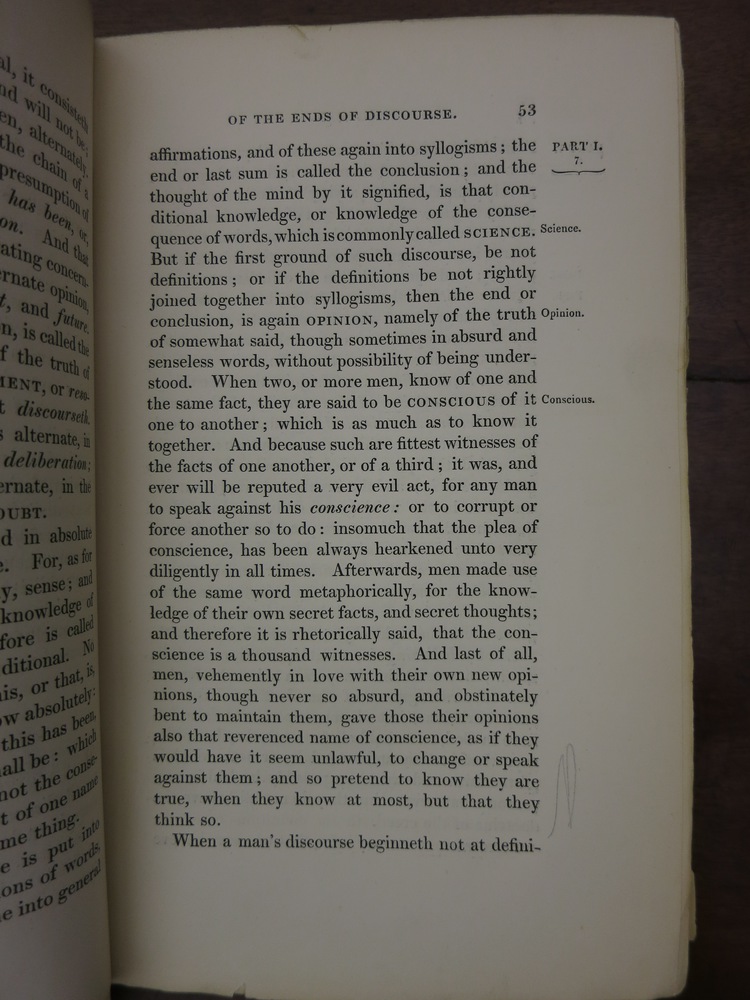 al, it consisteth
nd will not be;
en, alternately.
the chain of a
presumption of
has been, or,
on. And that
ating concern-
ernate opinion,
t, and future.
n, is called the
f the truth of
MENT, or reso-
t discourseth
s alternate, in
deliberation;
ernate, in the
OUBT.
d in absolute
e. For, as for
y, sense; and
knowledge of
fore is called
ditional. No
his, or that, is,
ow absolutely:
this has been,
all be: which
not the conse-
t of one name
me thing.
e is put into
ons of words,
e into general
OF THE ENDS OF DISCOURSE. 53
PART I.
7.
affirmations, and of these again into syllogisms; the
end or last sum is called the conclusion; and the
thought of the mind by it signified, is that con-
ditional knowledge, or knowledge of the conse-
quence of words, which is commonly called SCIENCE. Science.
But if the first ground of such discourse, be not
definitions; or if the definitions be not rightly
joined together into syllogisms, then the end or
conclusion, is again OPINION, namely of the truth Opinion.
of somewhat said, though sometimes in absurd and
senseless words, without possibility of being under-
stood. When two, or more men, know of one and
the same fact, they are said to be CONSCIOUS of it Conscious.
one to another; which is as much as to know it
together. And because such are fittest witnesses of
the facts of one another, or of a third; it was, and
ever will be reputed a very evil act, for any man
to speak against his conscience: or to corrupt or
force another so to do: insomuch that the plea of
conscience, has been always hearkened unto very
diligently in all times. Afterwards, men made use
of the same word metaphorically, for the know-
ledge of their own secret facts, and secret thoughts;
and therefore it is rhetorically said, that the con-
science is a thousand witnesses. And last of all,
men, vehemently in love with their own new opi-
nions, though never so absurd, and obstinately
bent to maintain them, gave those their opinions
also that reverenced name of conscience, as if they
would have it seem unlawful, to change or speak
against them; and so pretend to know they are
true, when they know at most, but that they
think so.
When a man's discourse beginneth not at defini-